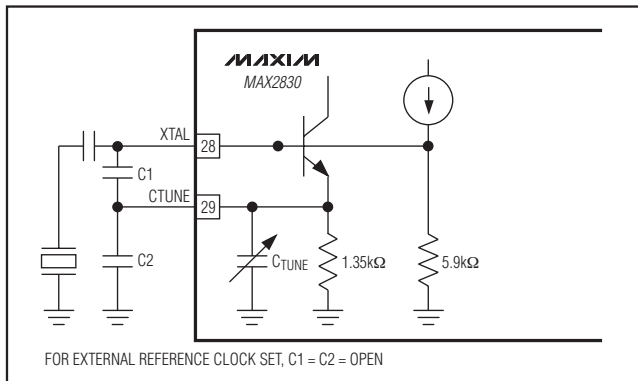 MAXIM
MAX2830
XTAL
28
C1
CTUNE
29
C2
CTUNE
1.35kΩ
5.9kΩ
FOR EXTERNAL REFERENCE CLOCK SET, C1 = C2 = OPEN